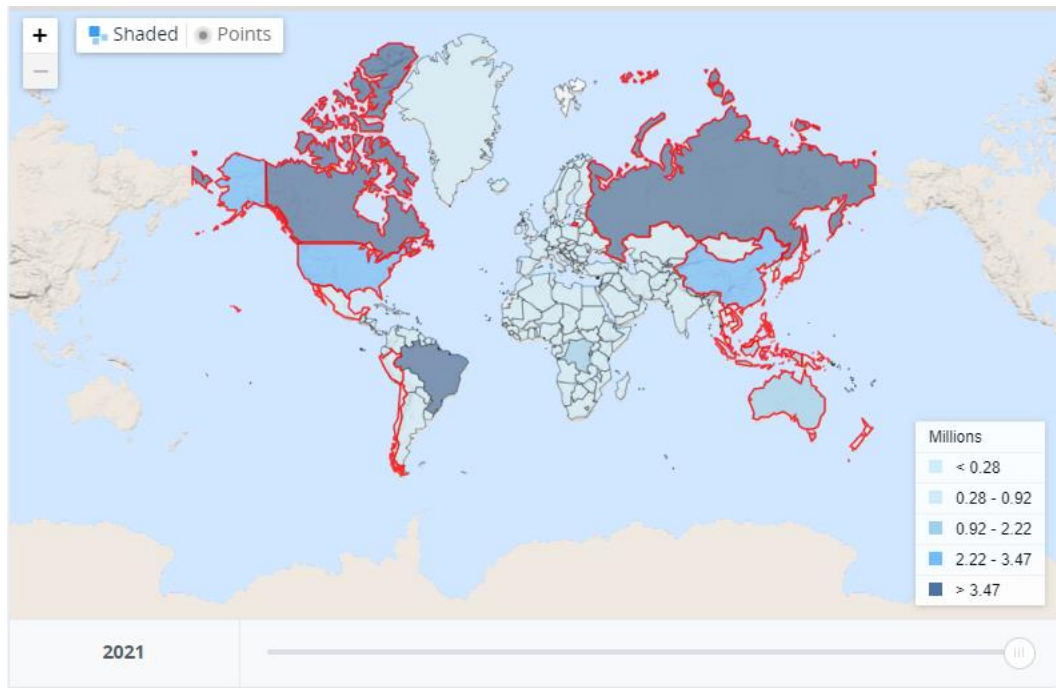 +
Shaded Points
−
Millions
< 0.28
0.28 - 0.92
0.92 - 2.22
2.22 - 3.47
> 3.47
2021